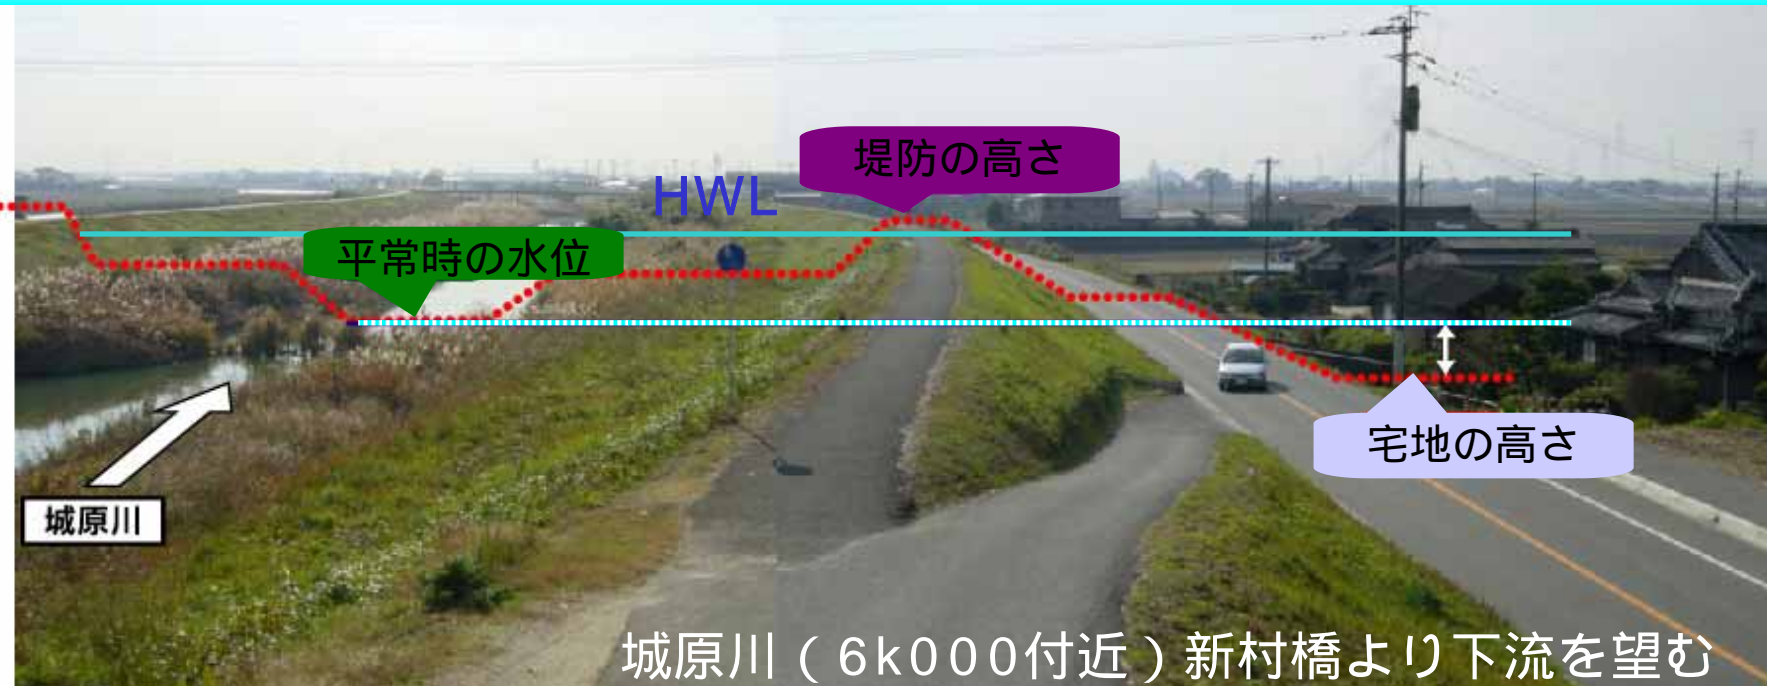 堤防の高さ
HWL
平常時の水位
宅地の高さ
城原川
城原川（6k000付近）新村橋より下流を望む